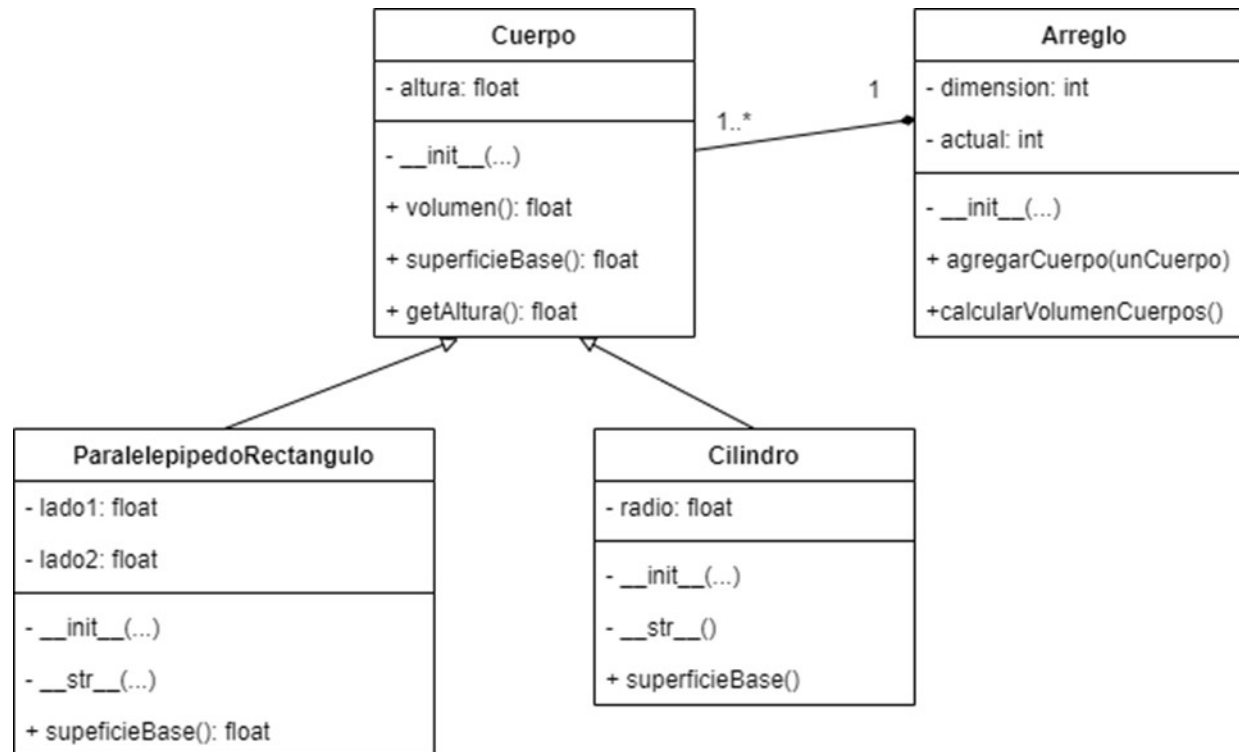 Cuerpo
- altura: float
- __init__(...)
+ volumen(): float
+ superficieBase(): float
+ getAltura(): float
1..*
1
Arreglo
- dimension: int
- actual: int
- __init__(...)
+ agregarCuerpo(unCuerpo)
+calcularVolumenCuerpos()
ParalelepipedoRectangulo
- lado1: float
- lado2: float
- __init__(...)
- __str__(...)
+ supeficieBase(): float
Cilindro
- radio: float
- __init__(...)
- __str__()
+ superficieBase()